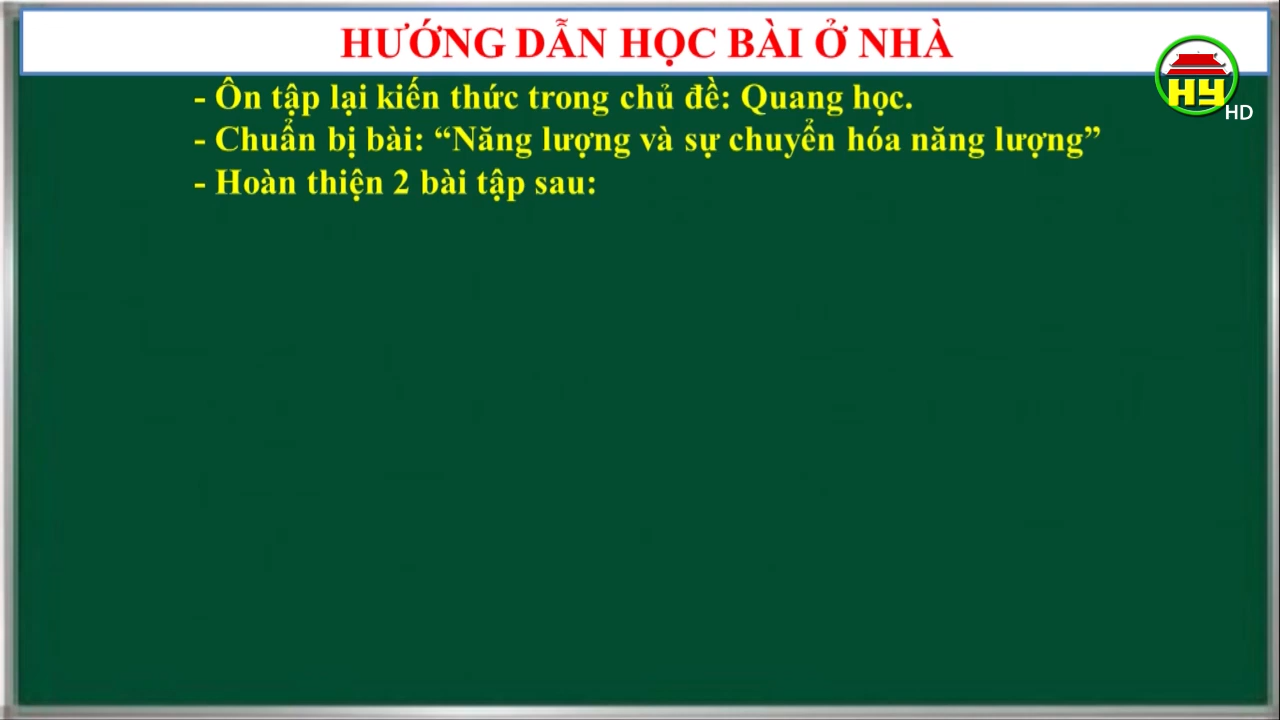 HƯỚNG DẪN HỌC BÀI Ở NHÀ
- Ôn tập lại kiến thức trong chủ đề: Quang học.
- Chuẩn bị bài: “Năng lượng và sự chuyển hóa năng lượng”
- Hoàn thiện 2 bài tập sau:
HY
HD